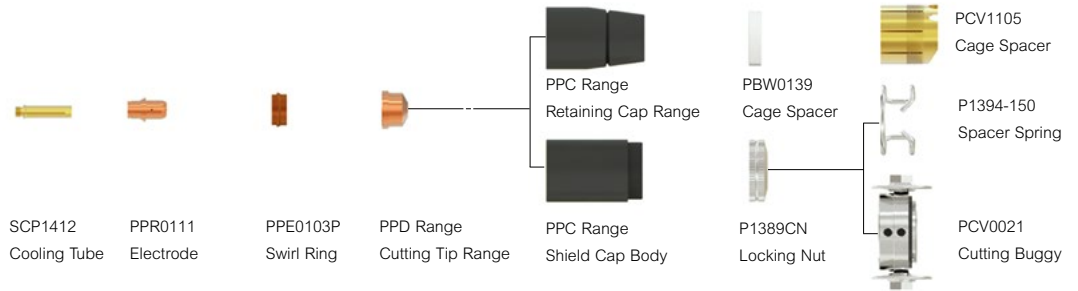 SCP1412
Cooling Tube
PPR0111
Electrode
PPE0103P
Swirl Ring
PPD Range
Cutting Tip Range
PPC Range
Retaining Cap Range
PPC Range
Shield Cap Body
PBW0139
Cage Spacer
P1389CN
Locking Nut
PCV1105
Cage Spacer
P1394-150
Spacer Spring
PCV0021
Cutting Buggy